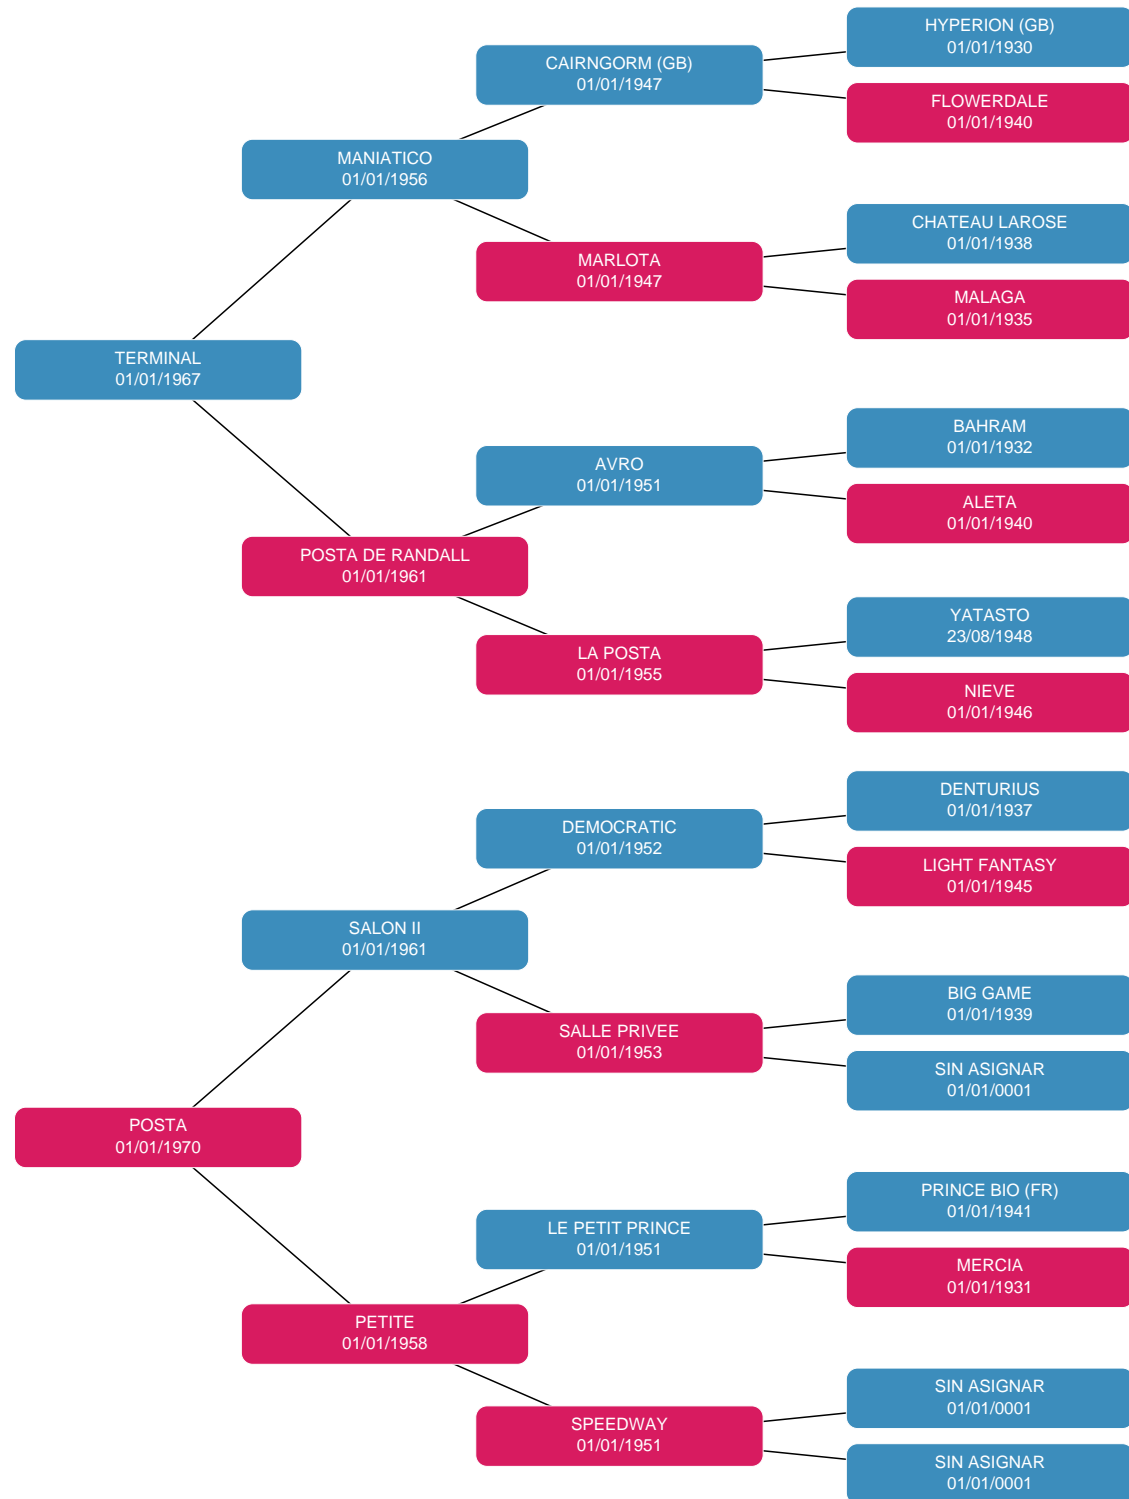 HYPERION (GB)
01/01/1930
CAIRNGORM (GB)
01/01/1947
FLOWERDALE
01/01/1940
MANIATICO
01/01/1956
CHATEAU LAROSE
01/01/1938
MARLOTA
01/01/1947
MALAGA
01/01/1935
TERMINAL
01/01/1967
BAHRAM
01/01/1932
AVRO
01/01/1951
ALETA
01/01/1940
POSTA DE RANDALL
01/01/1961
YATASTO
23/08/1948
LA POSTA
01/01/1955
NIEVE
01/01/1946
DENTURIUS
01/01/1937
DEMOCRATIC
01/01/1952
LIGHT FANTASY
01/01/1945
SALON II
01/01/1961
BIG GAME
01/01/1939
SALLE PRIVEE
01/01/1953
SIN ASIGNAR
01/01/0001
POSTA
01/01/1970
PRINCE BIO (FR)
01/01/1941
LE PETIT PRINCE
01/01/1951
MERCIA
01/01/1931
PETITE
01/01/1958
SIN ASIGNAR
01/01/0001
SPEEDWAY
01/01/1951
SIN ASIGNAR
01/01/0001